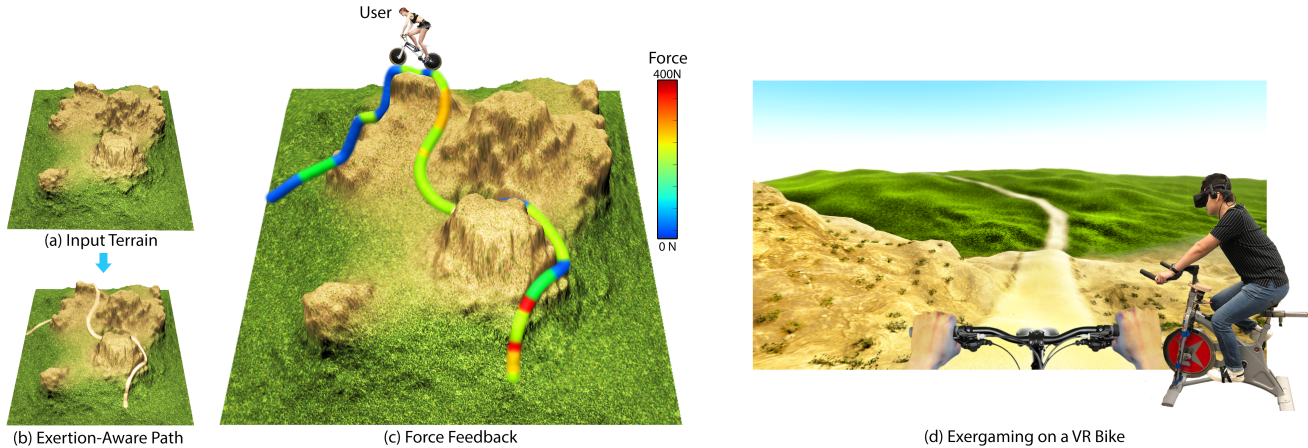 User
Force
400N
0 N
(a) Input Terrain
(b) Exertion-Aware Path
(c) Force Feedback
(d) Exergaming on a VR Bike